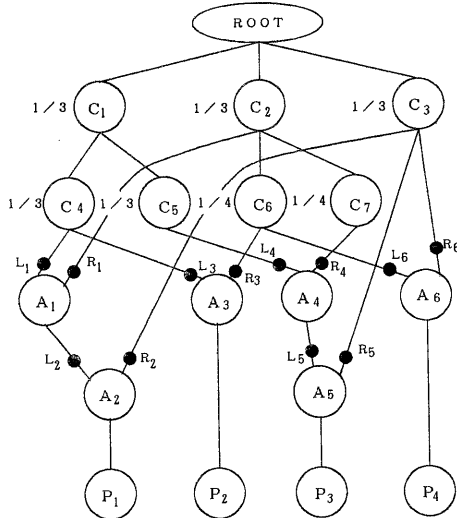 ROOT
1/3 C1 1/3 C2 1/3 C3
1/3 C4 1/3 C5 1/4 C6 1/4 C7
L1 R1 L3 R3 L4 R4 L6 R6
A1 A3 A4 A6
L2 R2 L5 R5
A2 A5
P1 P2 P3 P4